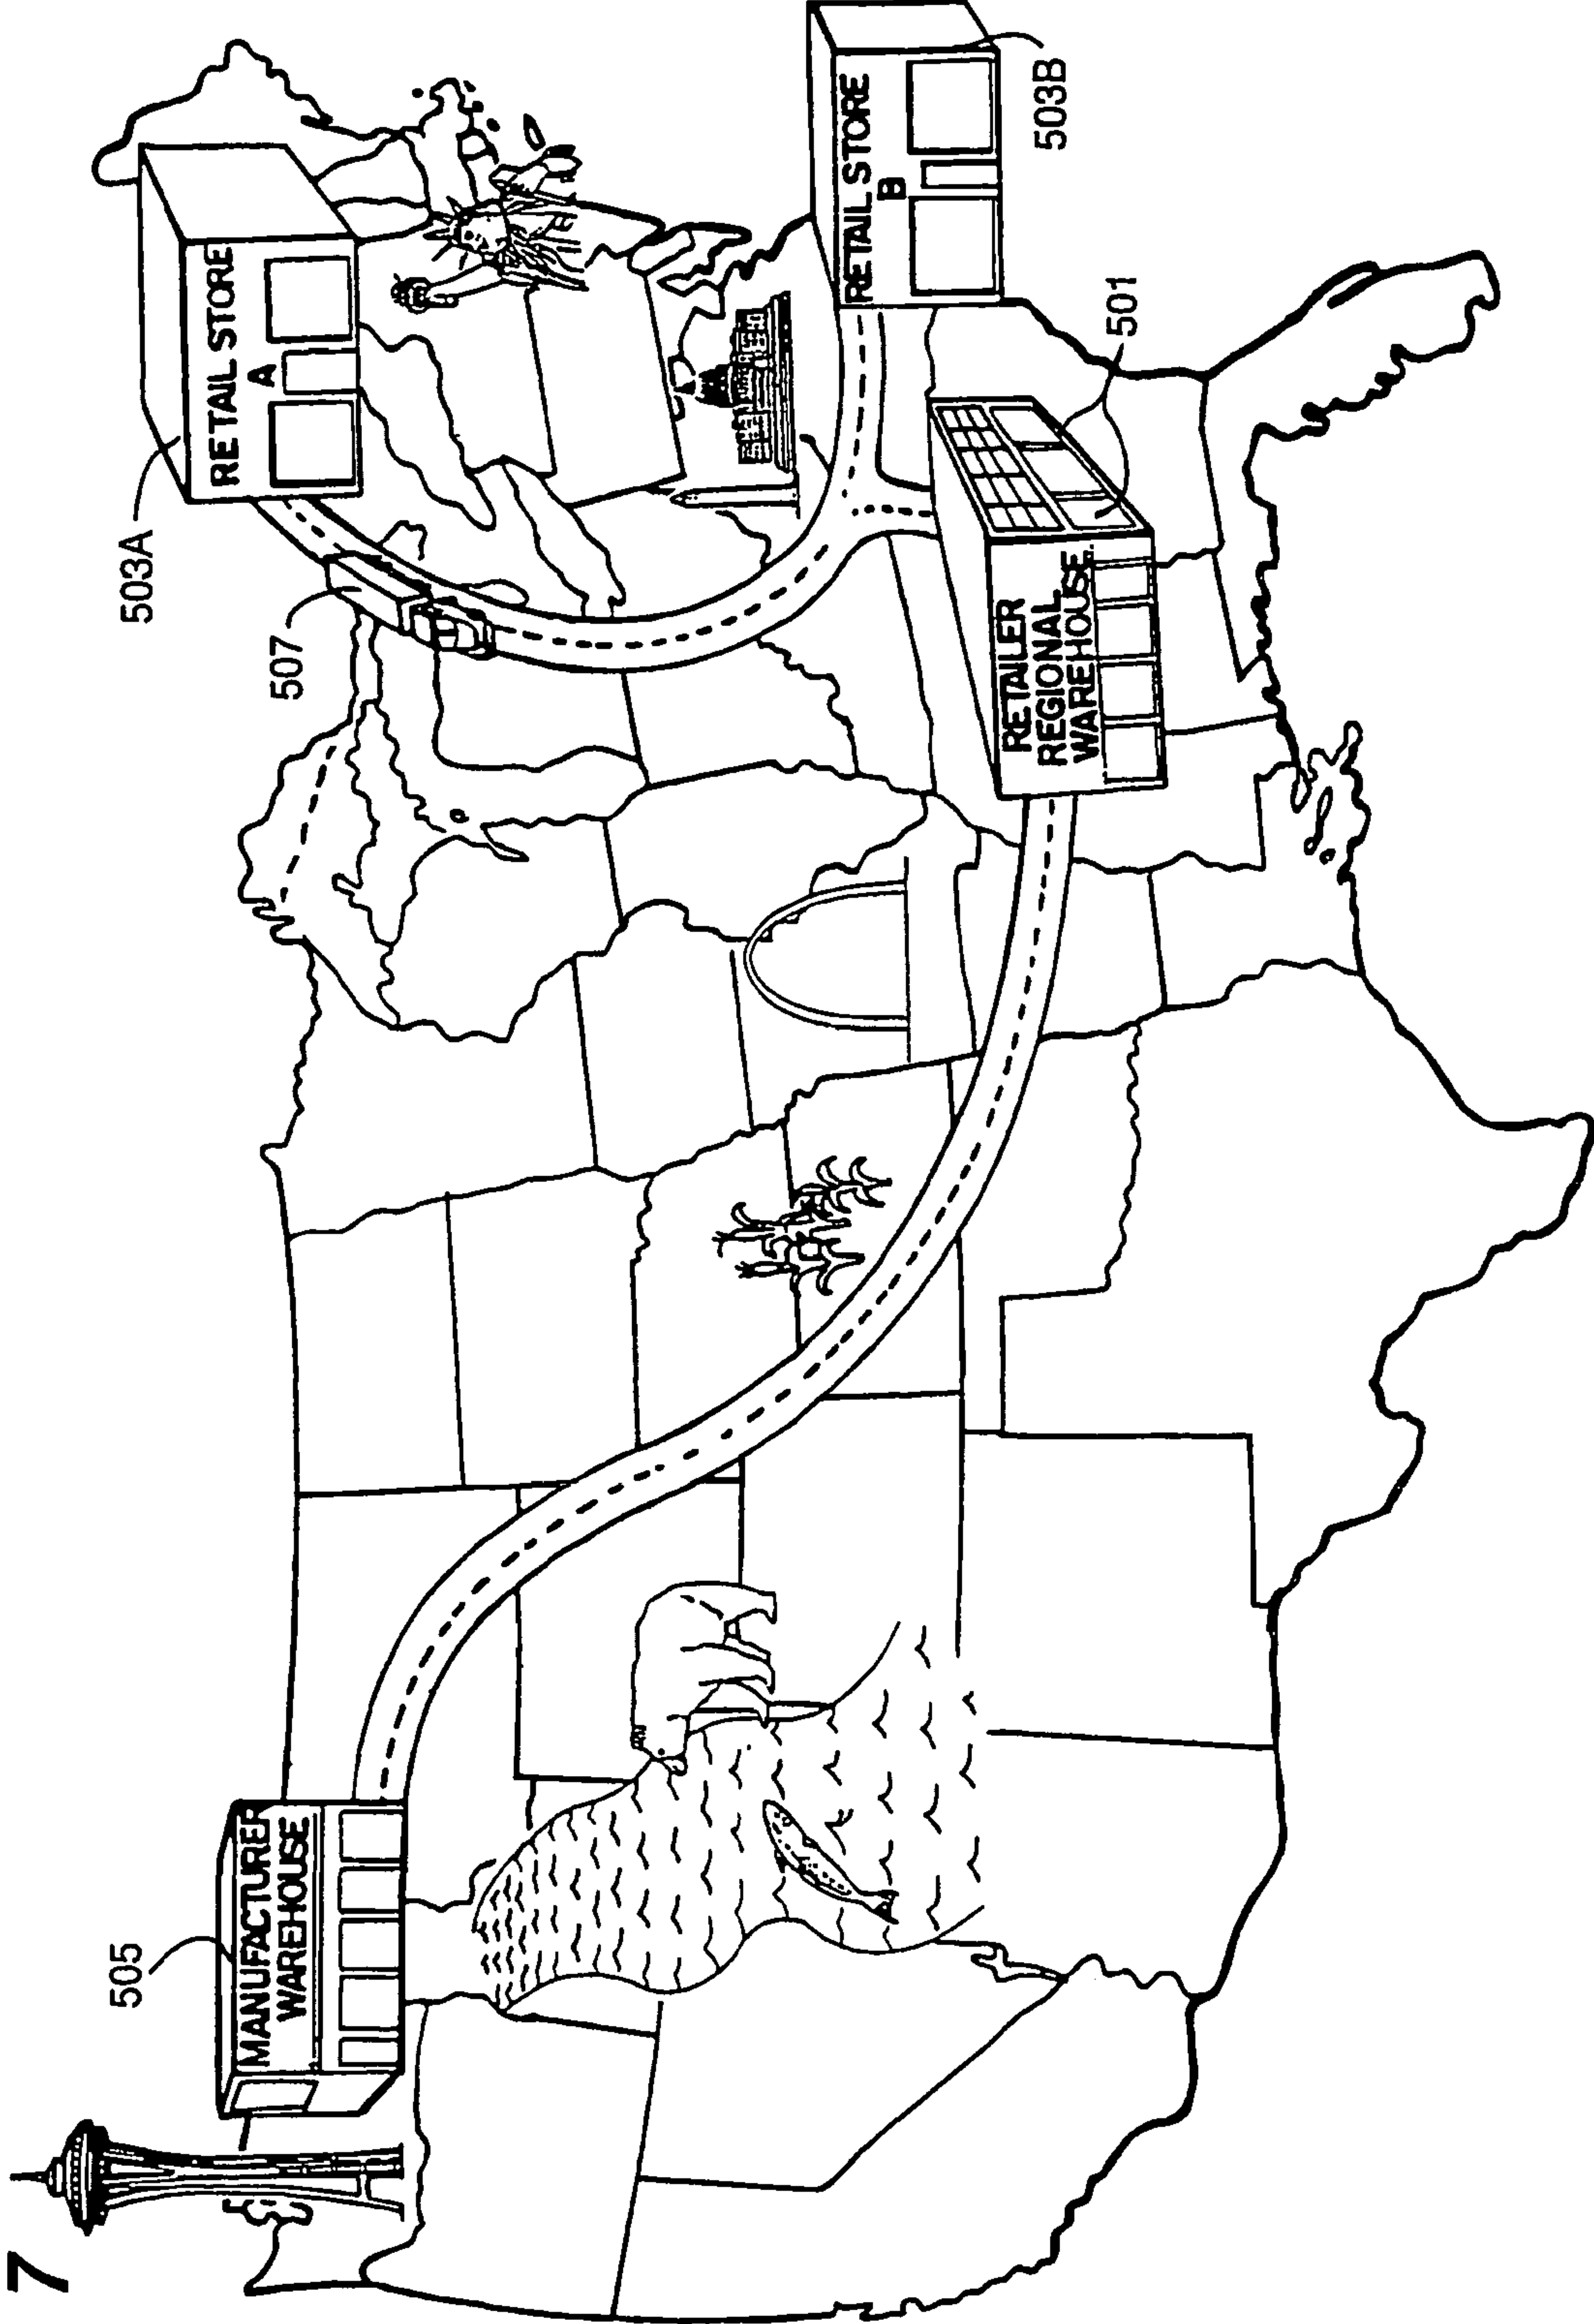 7
505
MANUFACTURER
WAREHOUSE
507
503A
RETAIL STORE
A
RETAIL STORE
B
503B
501
RETAILER
REGIONAL
WAREHOUSE